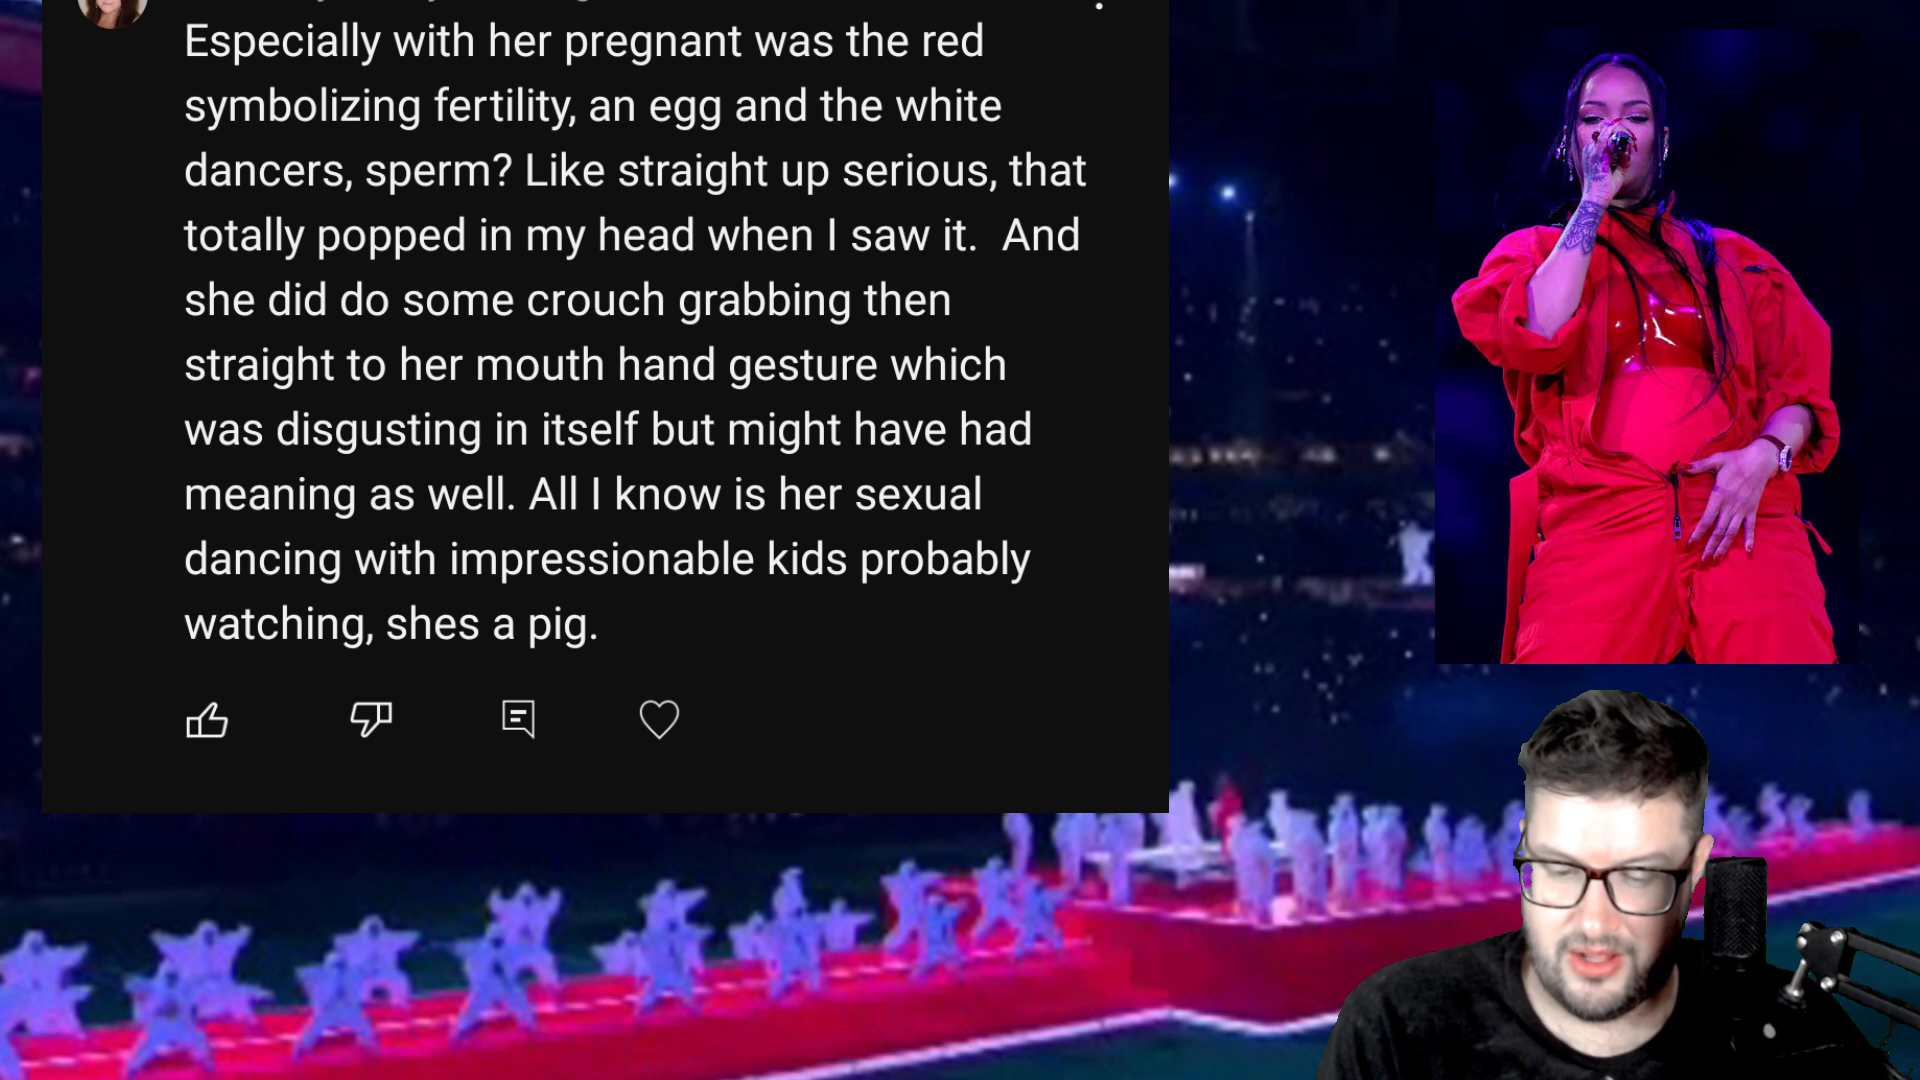 Especially with her pregnant was the red
symbolizing fertility, an egg and the white
dancers, sperm? Like straight up serious, that
totally popped in my head when I saw it.  And
she did do some crouch grabbing then
straight to her mouth hand gesture which
was disgusting in itself but might have had
meaning as well. All I know is her sexual
dancing with impressionable kids probably
watching, shes a pig.